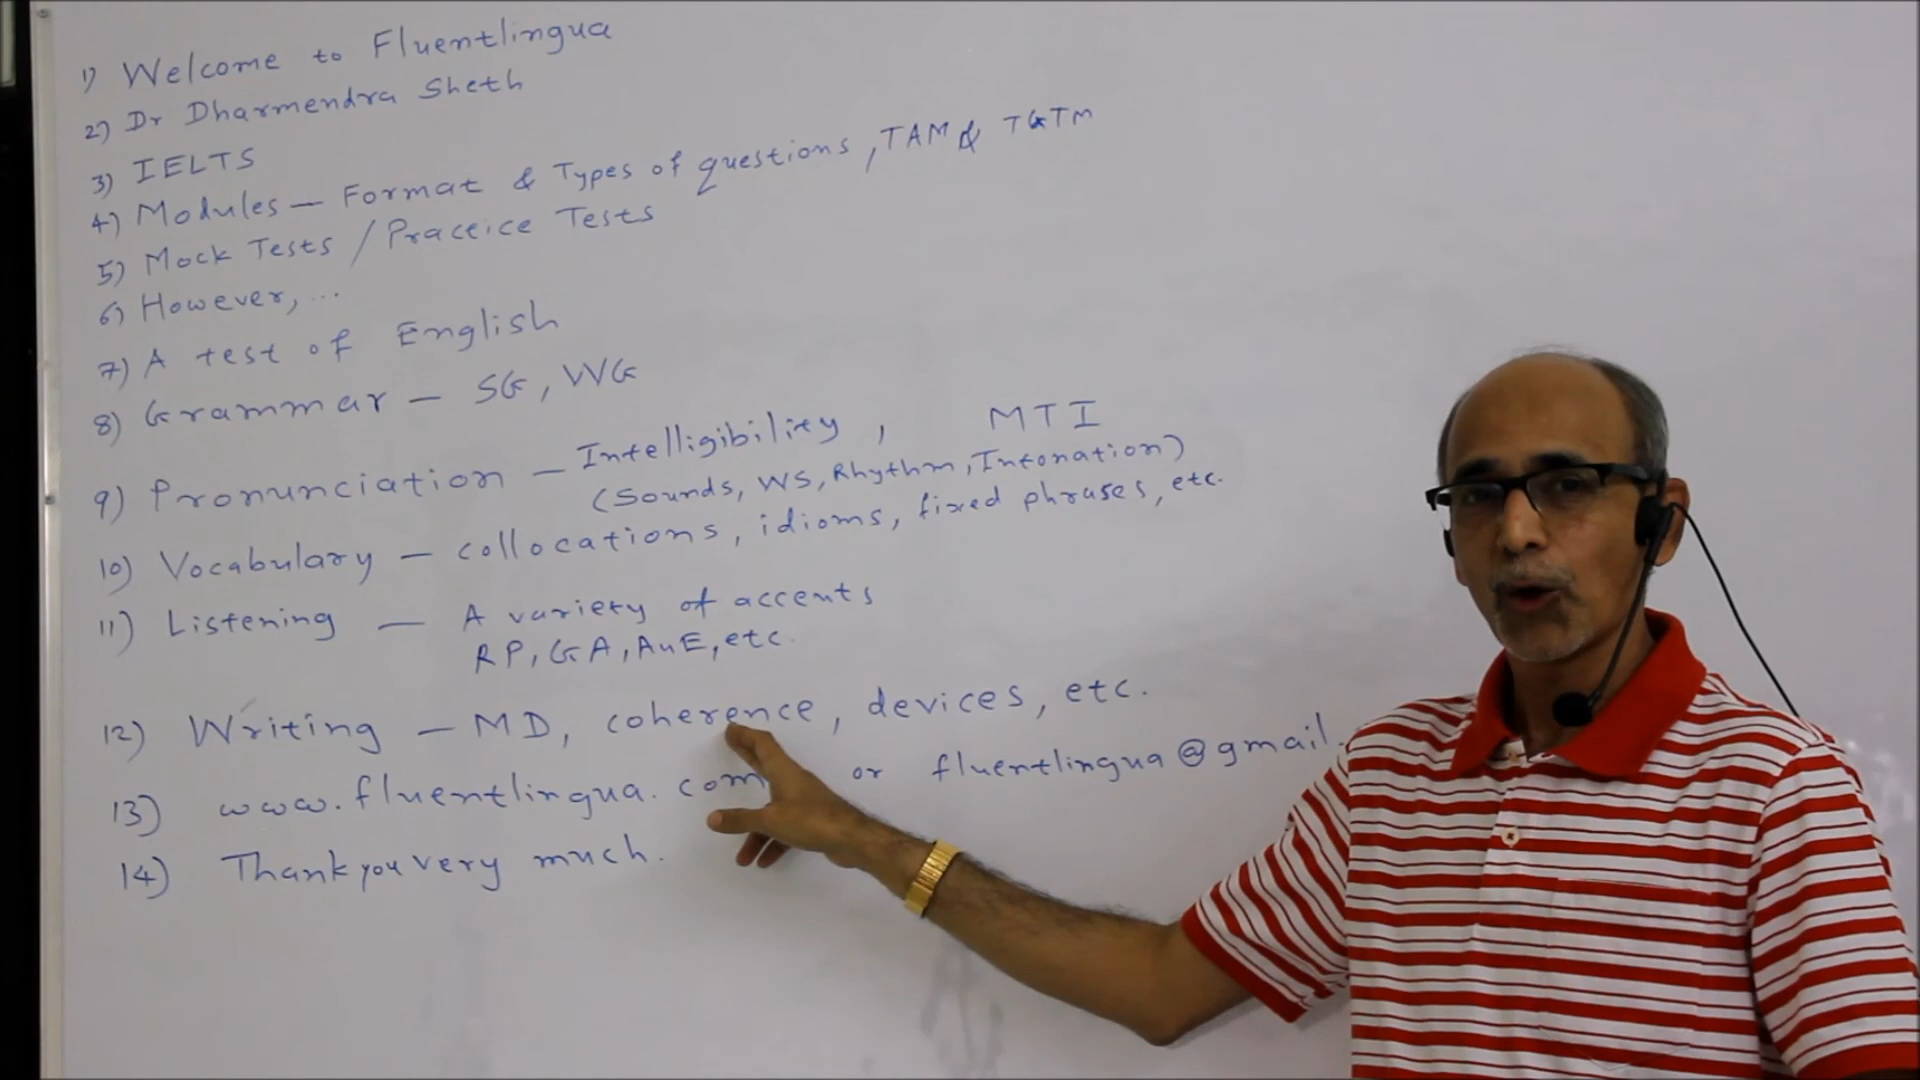 1) Welcome to Fluentlingua
2) Dr Dharmendra Sheth
3) IELTS
4) Modules – Format & Types of questions, TAM & TGTM
5) Mock Tests / Practice Tests
6) However, ...
7) A test of English
8) Grammar – SG, WG
9) Pronunciation – Intelligibility, MTI
(Sounds, WS, Rhythm, Intonation)
10) Vocabulary – collocations, idioms, fixed phrases, etc.
11) Listening – A variety of accents
RP, GA, AuE, etc.
12) Writing – MD, coherence, devices, etc.
13) www.fluentlingua.com or fluentlingua@gmail.
14) Thank you very much.